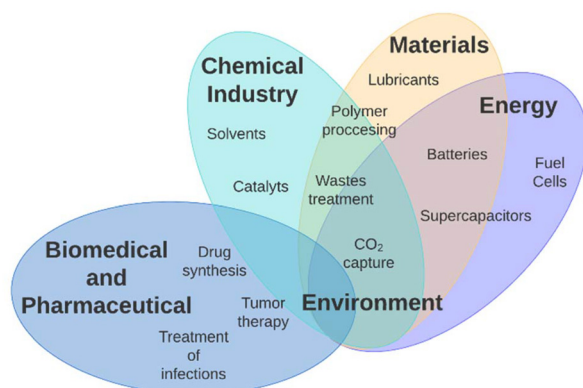 Materials
Chemical
Industry
Lubricants
Energy
Polymer
proccesing
Solvents
Batteries
Fuel
Cells
Catalyts
Wastes
treatment
Supercapacitors
Biomedical
and
Pharmaceutical
Drug
synthesis
CO₂
capture
Environment
Tumor
therapy
Treatment
of
infections